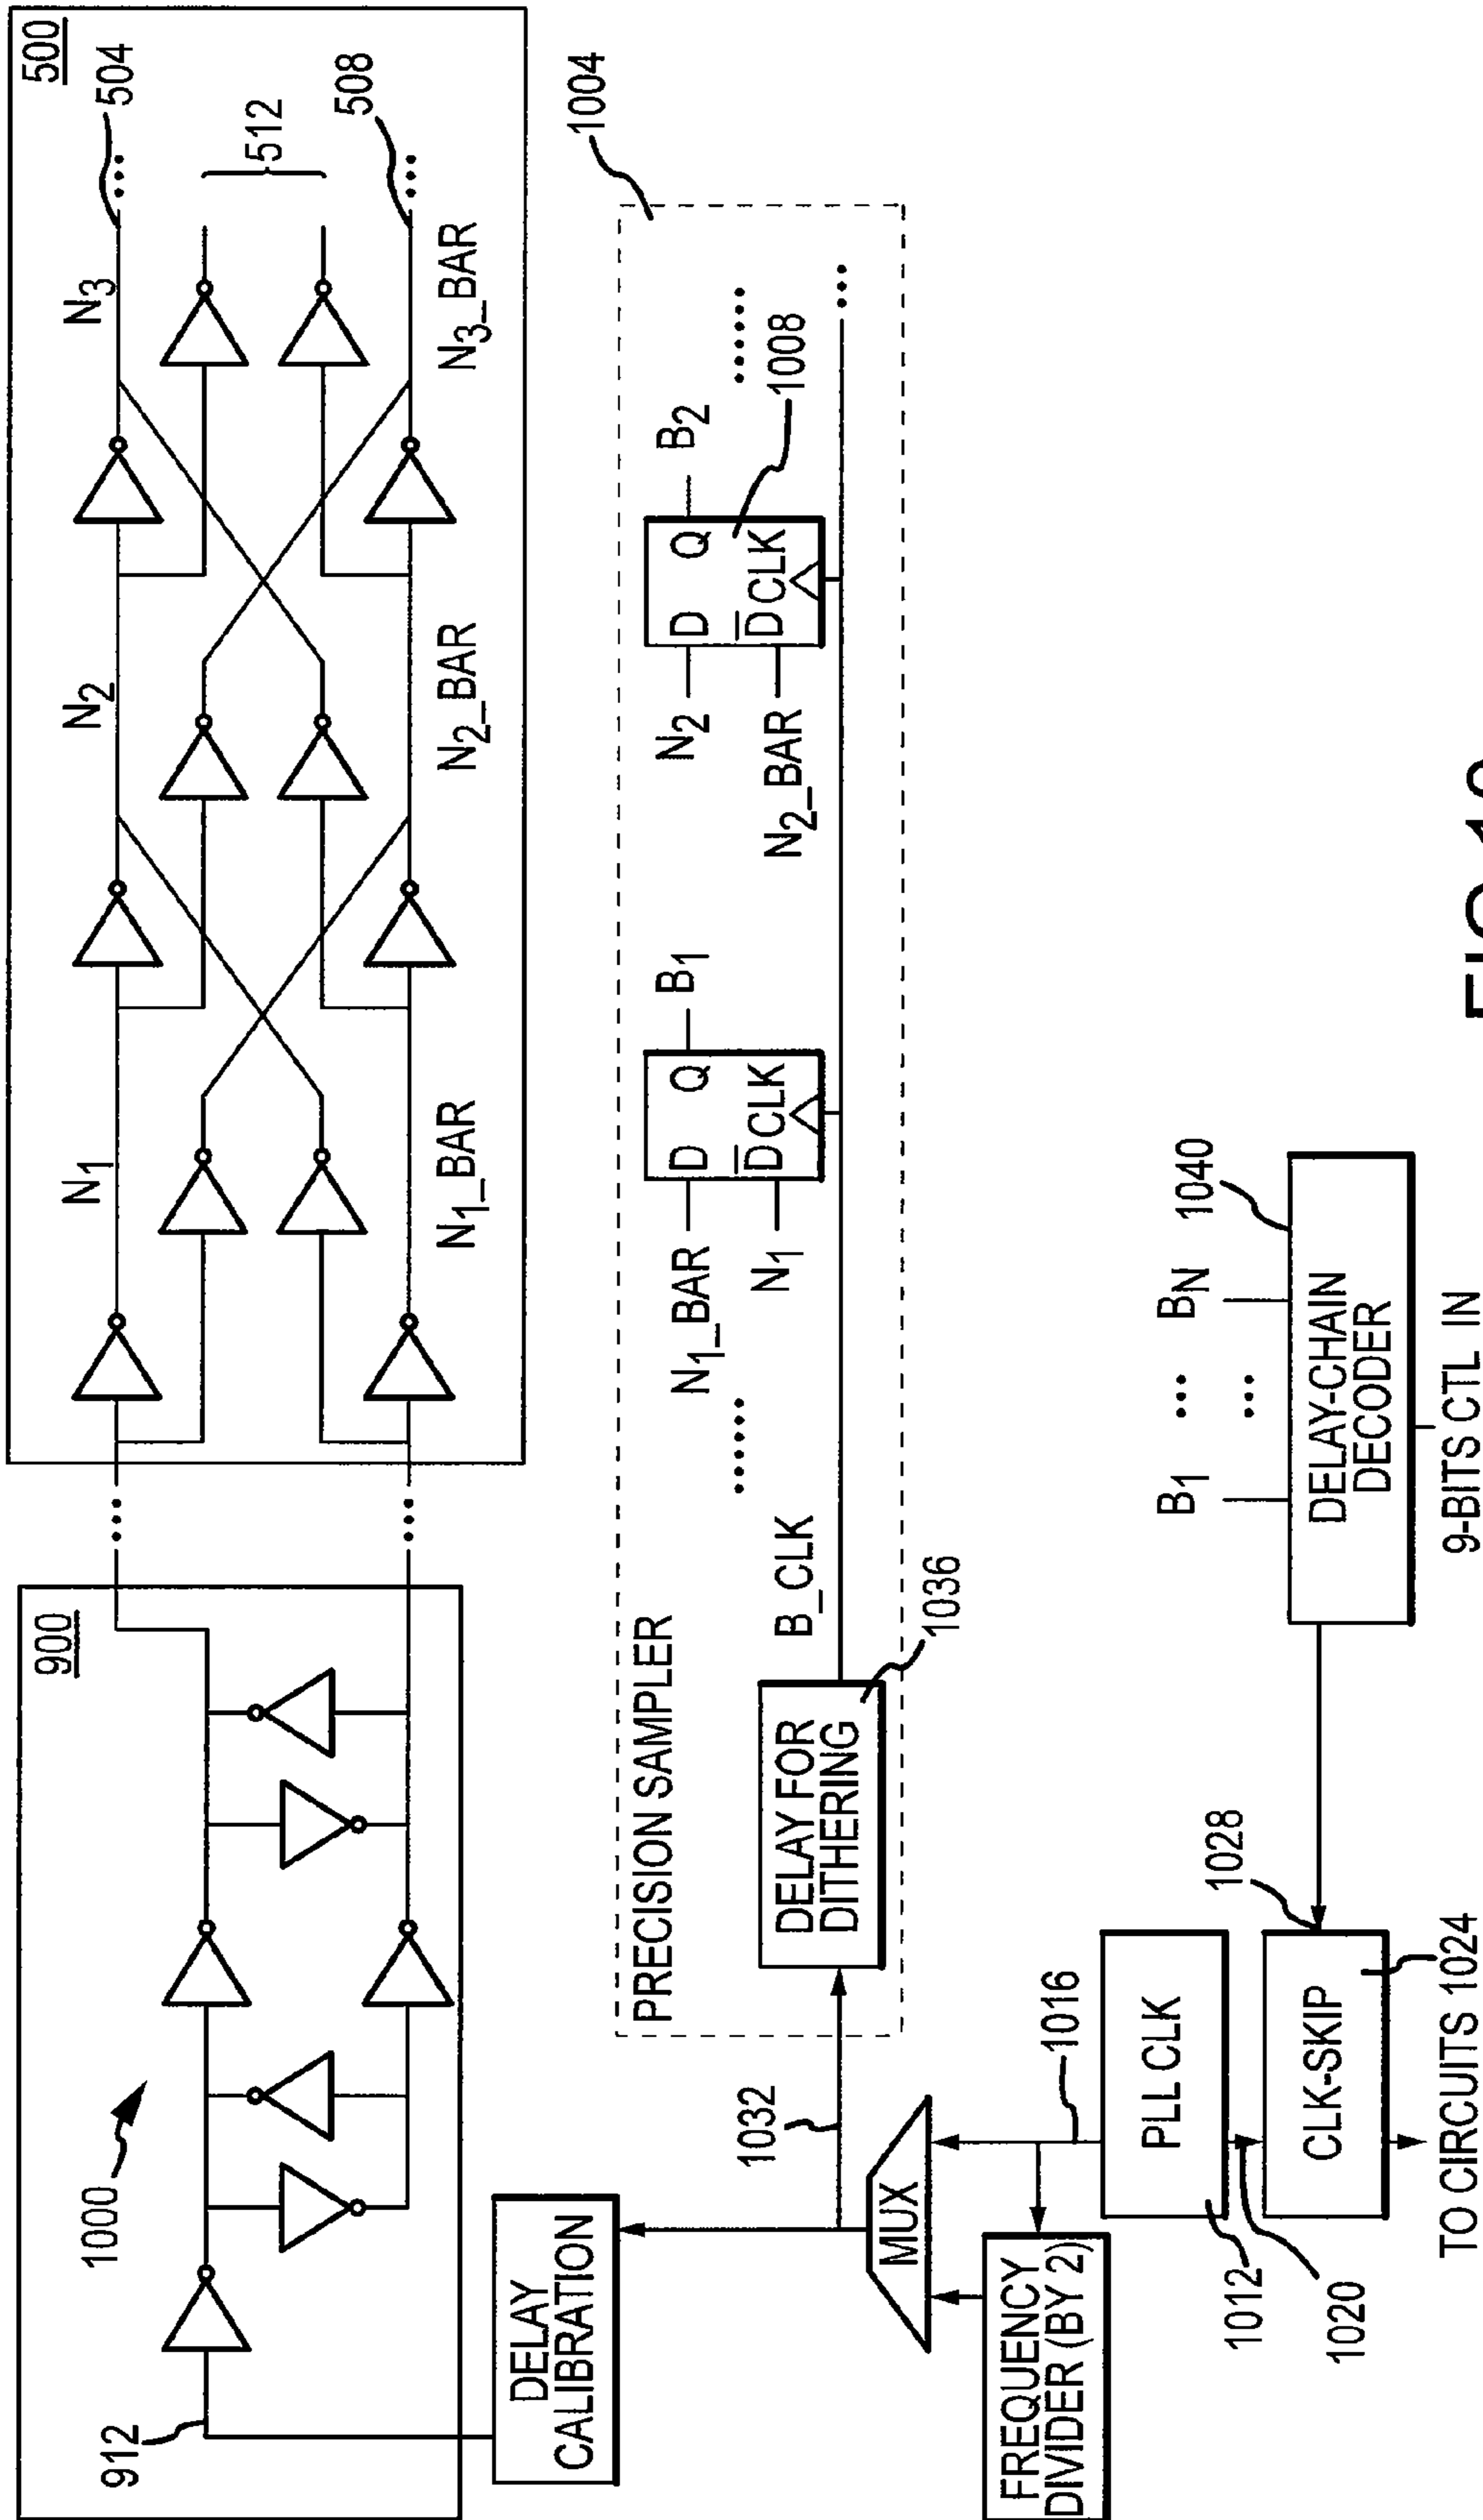 900
1000
912
500
504
512
508
N1
N2
N3
N1_BAR
N2_BAR
N3_BAR
DELAY
CALIBRATION
1004
PRECISION SAMPLER
B_CLK
DELAY FOR
DITHERING
1036
N1_BAR
N1
D Q
D̅ CLK
B1
N2
N2_BAR
D Q
D̅ CLK
B2
1008
1032
MUX
FREQUENCY
DIVIDER (BY 2)
1016
PLL CLK
1012
1020
CLK-SKIP
1028
1024
TO CIRCUITS 1024
B1 BN
1040
DELAY-CHAIN
DECODER
9-BITS CTL IN